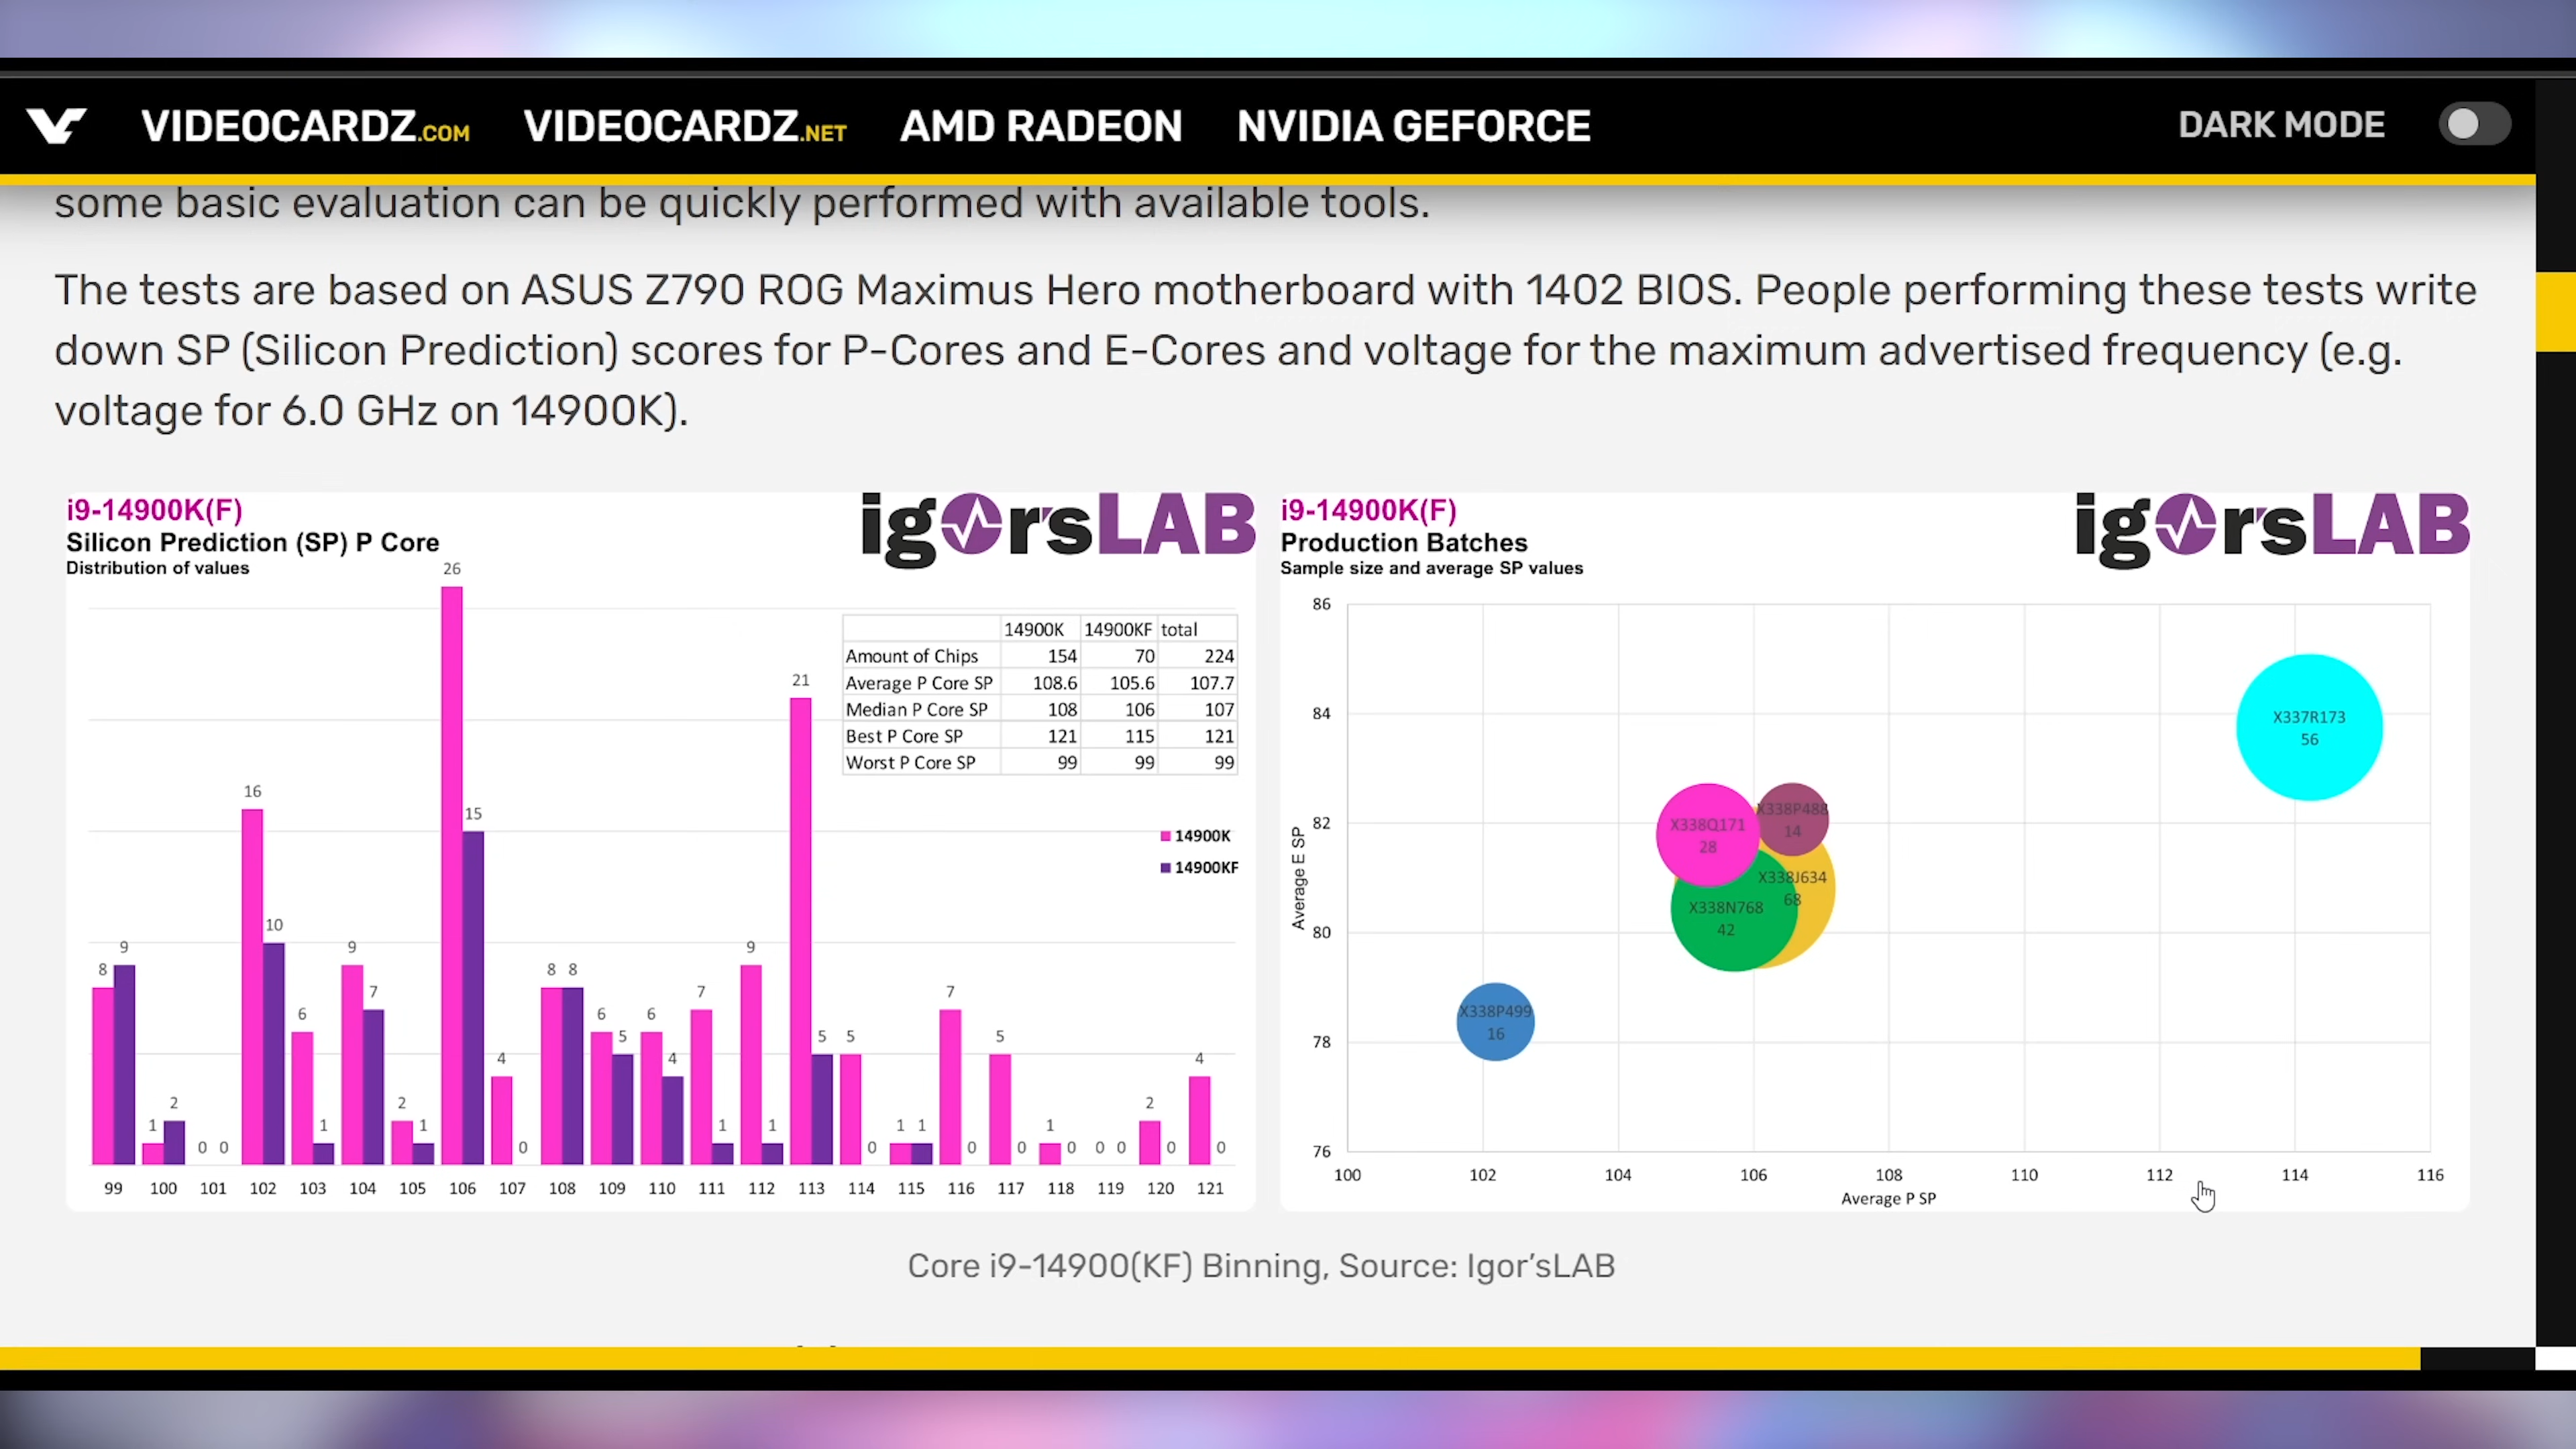 VIDEOCARDZ.COM VIDEOCARDZ.NET AMD RADEON NVIDIA GEFORCE DARK MODE
some basic evaluation can be quickly performed with available tools.
The tests are based on ASUS Z790 ROG Maximus Hero motherboard with 1402 BIOS. People performing these tests write
down SP (Silicon Prediction) scores for P-Cores and E-Cores and voltage for the maximum advertised frequency (e.g.
voltage for 6.0 GHz on 14900K).
i9-14900K(F)
Silicon Prediction (SP) P Core
Distribution of values
igor'sLAB
14900K 14900KF total
Amount of Chips 154 70 224
Average P Core SP 108.6 105.6 107.7
Median P Core SP 108 106 107
Best P Core SP 121 115 121
Worst P Core SP 99 99 99
14900K
14900KF
8 9 1 2 0 0 16 10 6 1 9 7 2 1 26 15 4 0 8 8 6 5 6 4 7 1 9 1 21 5 5 0 1 1 7 0 5 0 1 0 0 0 2 0 4 0
99 100 101 102 103 104 105 106 107 108 109 110 111 112 113 114 115 116 117 118 119 120 121
i9-14900K(F)
Production Batches
Sample size and average SP values
igor'sLAB
86
84
82
80
78
76
Average E SP
X337R173
56
X338P488
14
X338Q171
28
X338J634
68
X338N768
42
X338P499
16
100 102 104 106 108 110 112 114 116
Average P SP
Core i9-14900(KF) Binning, Source: Igor'sLAB